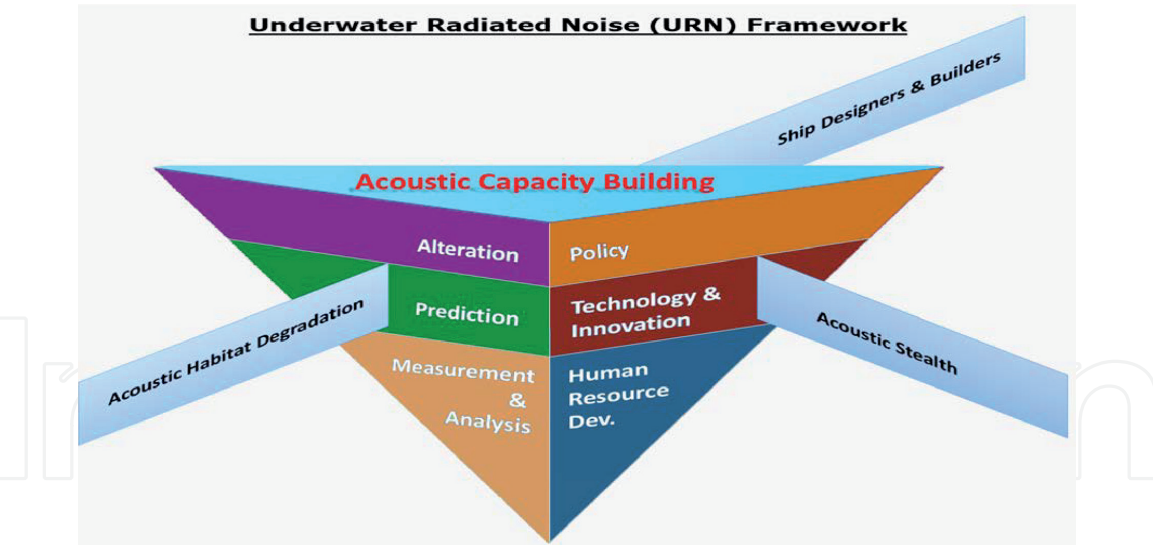 Underwater Radiated Noise (URN) Framework
Ship Designers & Builders
Acoustic Capacity Building
Alteration
Policy
Prediction
Technology &
Innovation
Acoustic Habitat Degradation
Acoustic Stealth
Measurement
&
Analysis
Human
Resource
Dev.